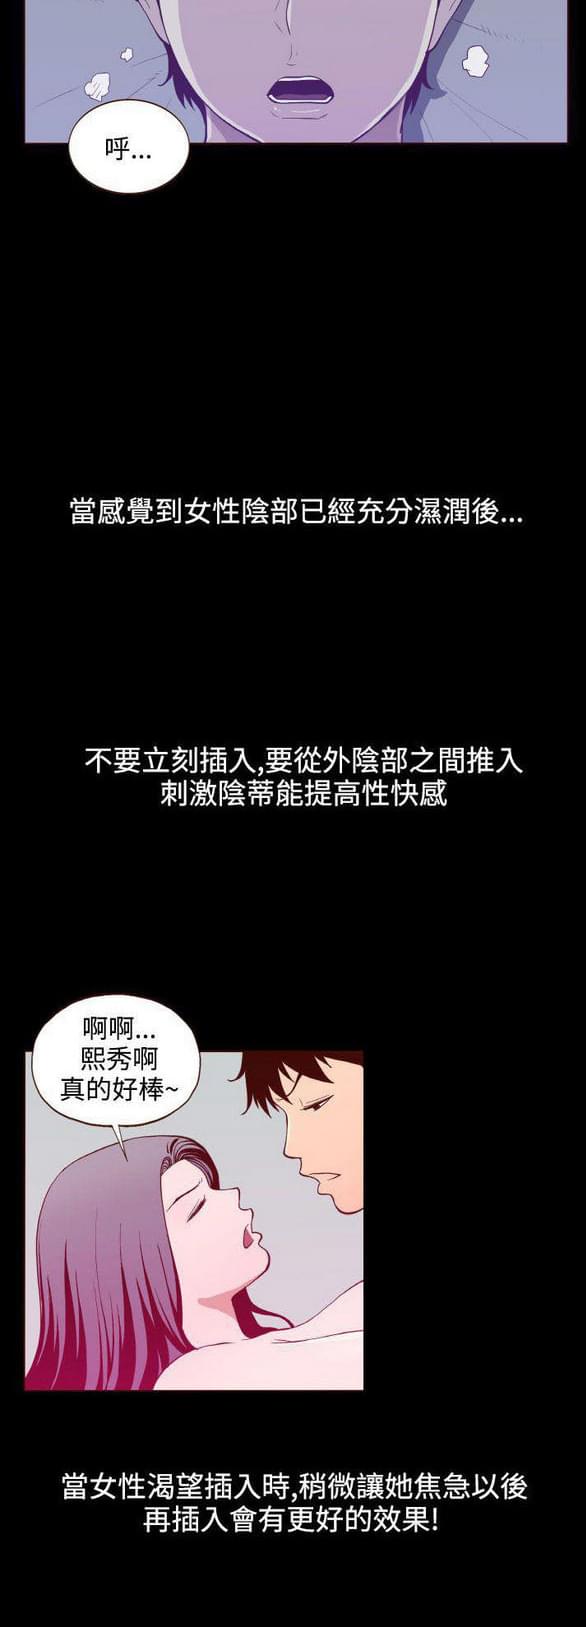 呼...
當感覺到女性陰部已經充分濕潤後...
不要立刻插入,要從外陰部之間推入
刺激陰蒂能提高性快感
啊啊...
熙秀啊
真的好棒~
當女性渴望插入時,稍微讓她焦急以後
再插入會有更好的效果!